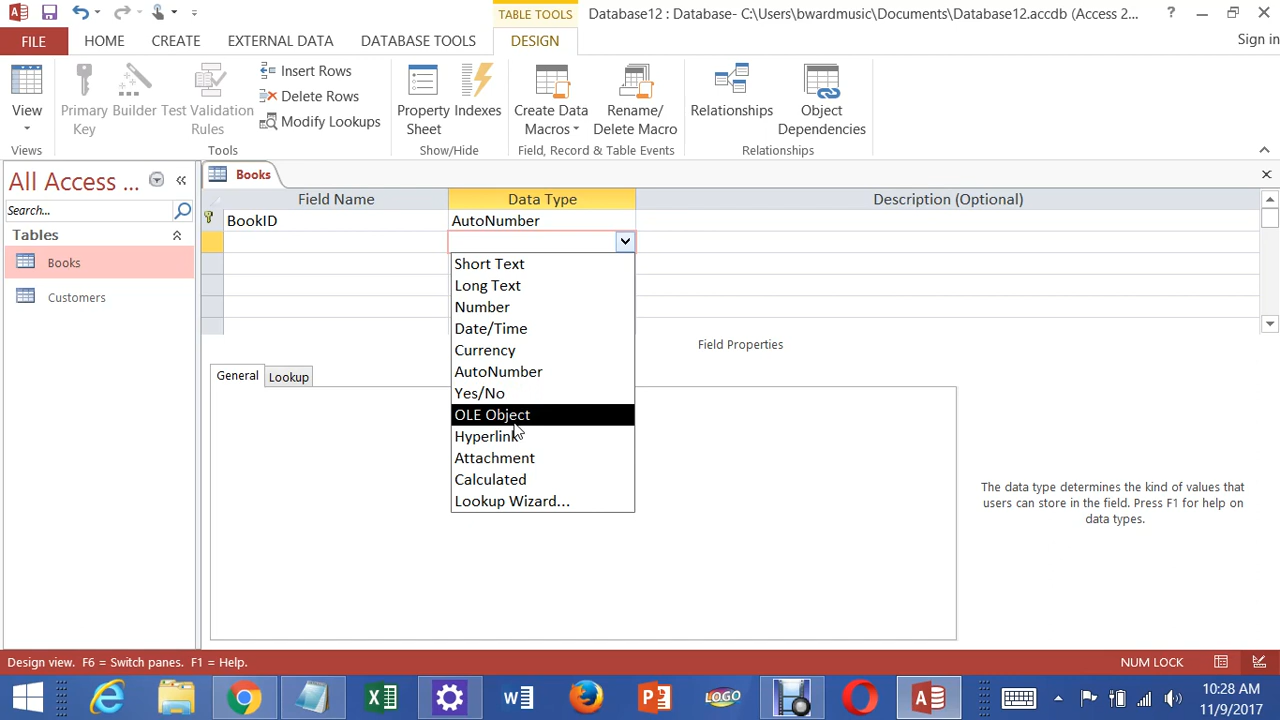 TABLE TOOLS
Database12 : Database- C:\Users\bwardmusic\Documents\Database12.accdb (Access 2...
?
FILE
HOME
CREATE
EXTERNAL DATA
DATABASE TOOLS
DESIGN
Sign in
View
Primary Key
Builder
Test Validation Rules
Insert Rows
Delete Rows
Modify Lookups
Property Sheet
Indexes
Create Data Macros
Rename/ Delete Macro
Relationships
Object Dependencies
Views
Tools
Show/Hide
Field, Record & Table Events
Relationships
All Access ...
Search...
Tables
Books
Customers
Books
Field Name
Data Type
Description (Optional)
BookID
AutoNumber
Short Text
Long Text
Number
Date/Time
Currency
AutoNumber
Yes/No
OLE Object
Hyperlink
Attachment
Calculated
Lookup Wizard...
Field Properties
General
Lookup
The data type determines the kind of values that
users can store in the field. Press F1 for help on
data types.
Design view. F6 = Switch panes. F1 = Help.
NUM LOCK
LOGO
10:28 AM
11/9/2017